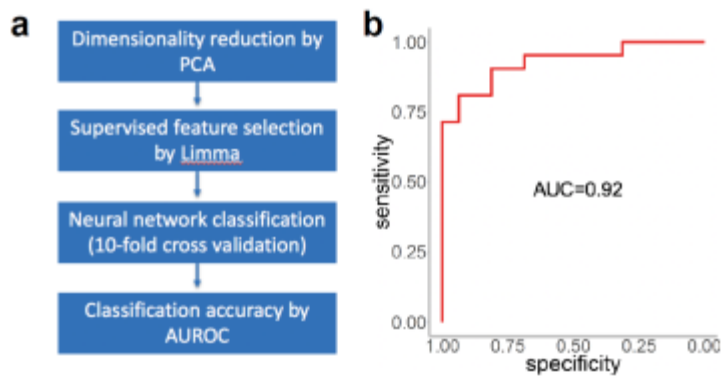 a
Dimensionality reduction by
PCA
Supervised feature selection
by Limma
Neural network classification
(10-fold cross validation)
Classification accuracy by
AUROC
b
1.00
0.75
0.50
0.25
0.00
sensitivity
AUC=0.92
1.00 0.75 0.50 0.25 0.00
specificity